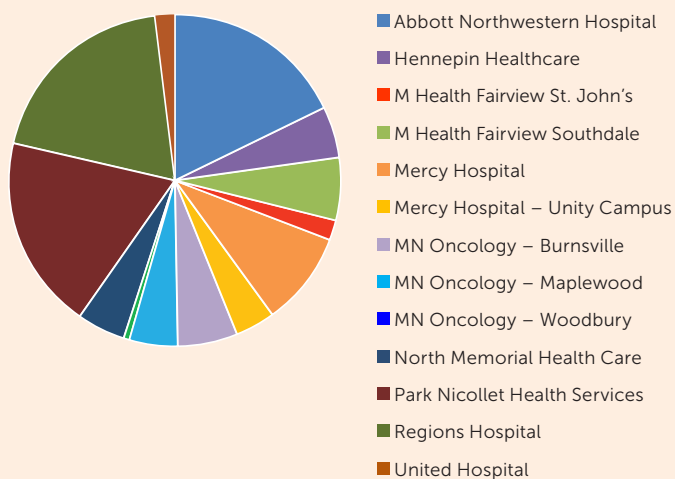 Abbott Northwestern Hospital
Hennepin Healthcare
M Health Fairview St. John's
M Health Fairview Southdale
Mercy Hospital
Mercy Hospital – Unity Campus
MN Oncology – Burnsville
MN Oncology – Maplewood
MN Oncology – Woodbury
North Memorial Health Care
Park Nicollet Health Services
Regions Hospital
United Hospital